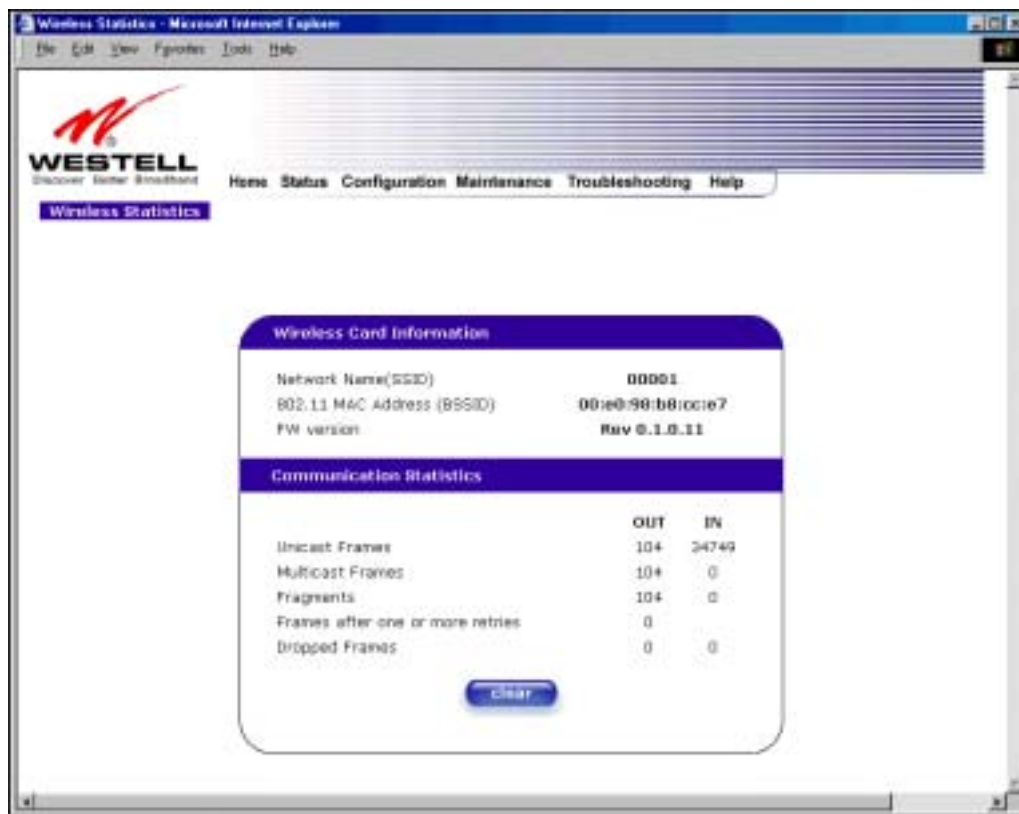 Wireless Statistics - Microsoft Internet Explorer
File Edit View Favorites Tools Help
WESTELL
Discover Better Broadband
Home Status Configuration Maintenance Troubleshooting Help
Wireless Statistics
Wireless Card Information
Network Name(SSID) 00001
802.11 MAC Address (BSSID) 00:e0:98:b8:cc:e7
FW version Rev 0.1.0.11
Communication Statistics
OUT IN
Unicast Frames 104 34749
Multicast Frames 104 0
Fragments 104 0
Frames after one or more retries 0
Dropped Frames 0 0
clear